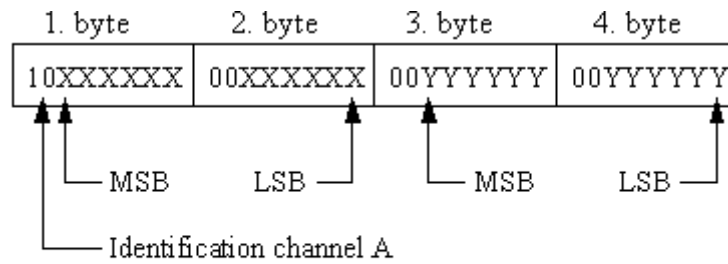 1. byte 2. byte 3. byte 4. byte
10XXXXXX 00XXXXXX 00YYYYYY 00YYYYYY
MSB LSB MSB LSB
Identification channel A